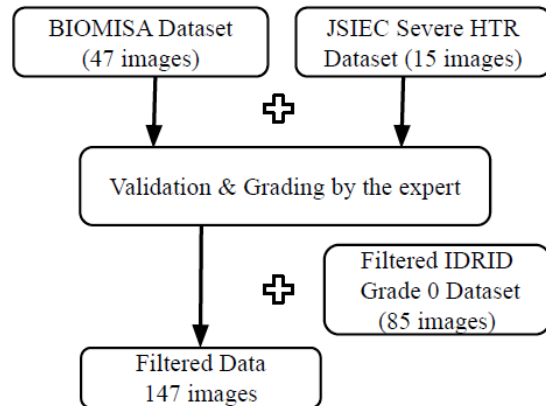 BIOMISA Dataset
(47 images)
JSIEC Severe HTR
Dataset (15 images)
Validation & Grading by the expert
Filtered IDRID
Grade 0 Dataset
(85 images)
Filtered Data
147 images